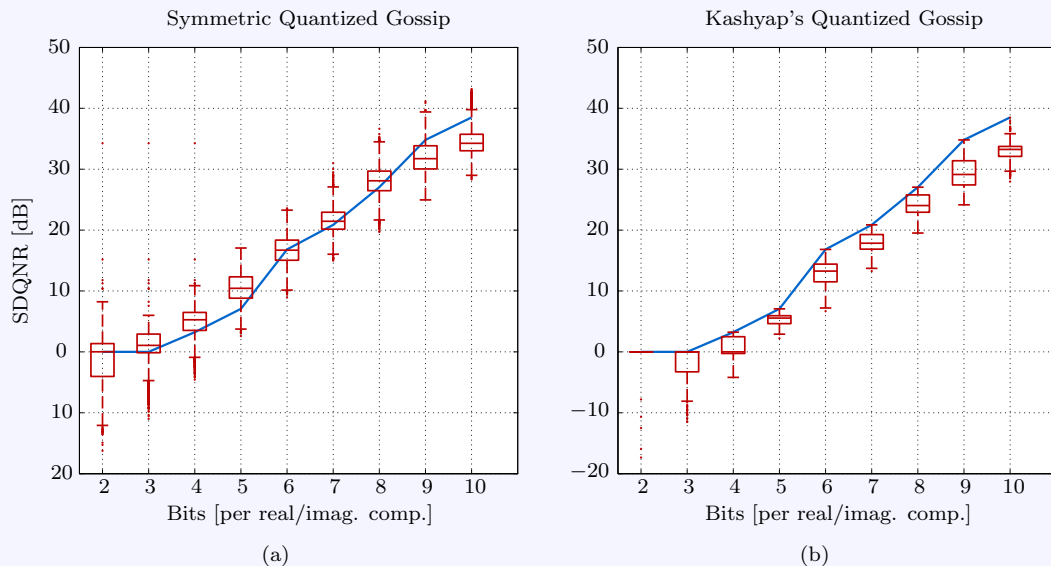 Symmetric Quantized Gossip
50
40
30
20
10
0
10
20
SDQNR [dB]
2 3 4 5 6 7 8 9 10
Bits [per real/imag. comp.]
(a)
Kashyap's Quantized Gossip
50
40
30
20
10
0
−10
−20
2 3 4 5 6 7 8 9 10
Bits [per real/imag. comp.]
(b)